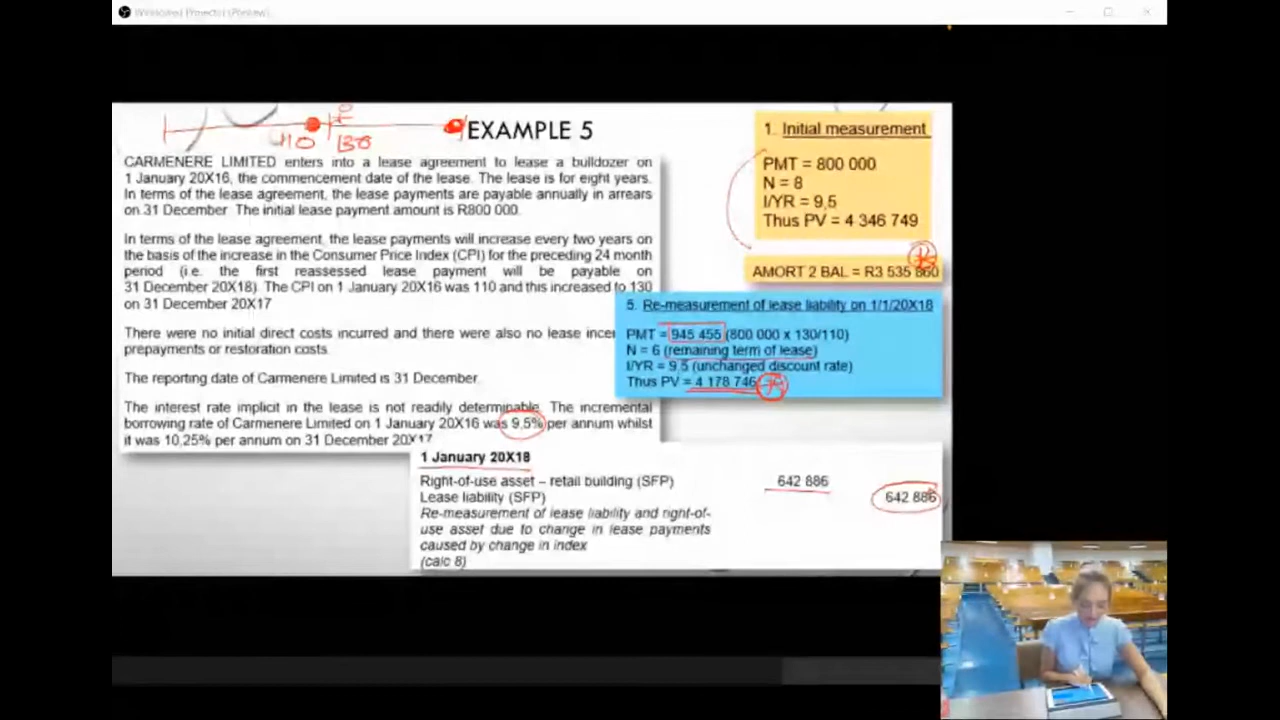 Windowed Projector (Preview)
110
130
EXAMPLE 5
CARMENERE LIMITED enters into a lease agreement to lease a bulldozer on
1 January 20X16, the commencement date of the lease. The lease is for eight years.
In terms of the lease agreement, the lease payments are payable annually in arrears
on 31 December. The initial lease payment amount is R800 000.
In terms of the lease agreement, the lease payments will increase every two years on
the basis of the increase in the Consumer Price Index (CPI) for the preceding 24 month
period (i.e. the first reassessed lease payment will be payable on
31 December 20X18). The CPI on 1 January 20X16 was 110 and this increased to 130
on 31 December 20X17
There were no initial direct costs incurred and there were also no lease incen
prepayments or restoration costs.
The reporting date of Carmenere Limited is 31 December.
The interest rate implicit in the lease is not readily determinable. The incremental
borrowing rate of Carmenere Limited on 1 January 20X16 was 9,5% per annum whilst
it was 10,25% per annum on 31 December 20X17
1. Initial measurement
PMT = 800 000
N = 8
I/YR = 9,5
Thus PV = 4 346 749
AMORT 2 BAL = R3 535 860
5. Re-measurement of lease liability on 1/1/20X18
PMT = 945 455 (800 000 x 130/110)
N = 6 (remaining term of lease)
I/YR = 9.5 (unchanged discount rate)
Thus PV = 4 178 746
1 January 20X18
Right-of-use asset – retail building (SFP) 642 886
Lease liability (SFP) 642 886
Re-measurement of lease liability and right-of-
use asset due to change in lease payments
caused by change in index
(calc 8)